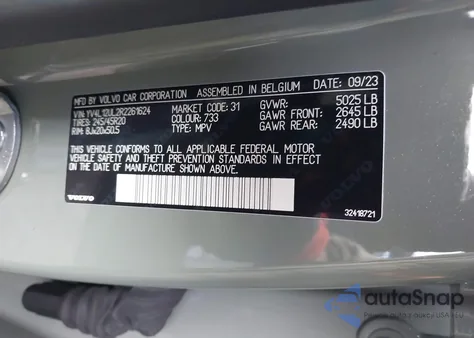 MFD BY VOLVO CAR CORPORATION ASSEMBLED IN BELGIUM 09/23
VIN: YV4L12UL2R2261624 MARKET CODE: 31 GVWR: 5025 LB
TIRES: 245/45R20 COLOUR: 733 GAWR FRONT: 2645 LB
RIM: 8Jx20x50.5 TYPE: MPV GAWR REAR: 2490 LB
THIS VEHICLE CONFORMS TO ALL APPLICABLE FEDERAL MOTOR
VEHICLE SAFETY AND THEFT PREVENTION STANDARDS IN EFFECT ON
THE DATE OF MANUFACTURE SHOWN ABOVE.
VOLVO 32418721
autoSnap